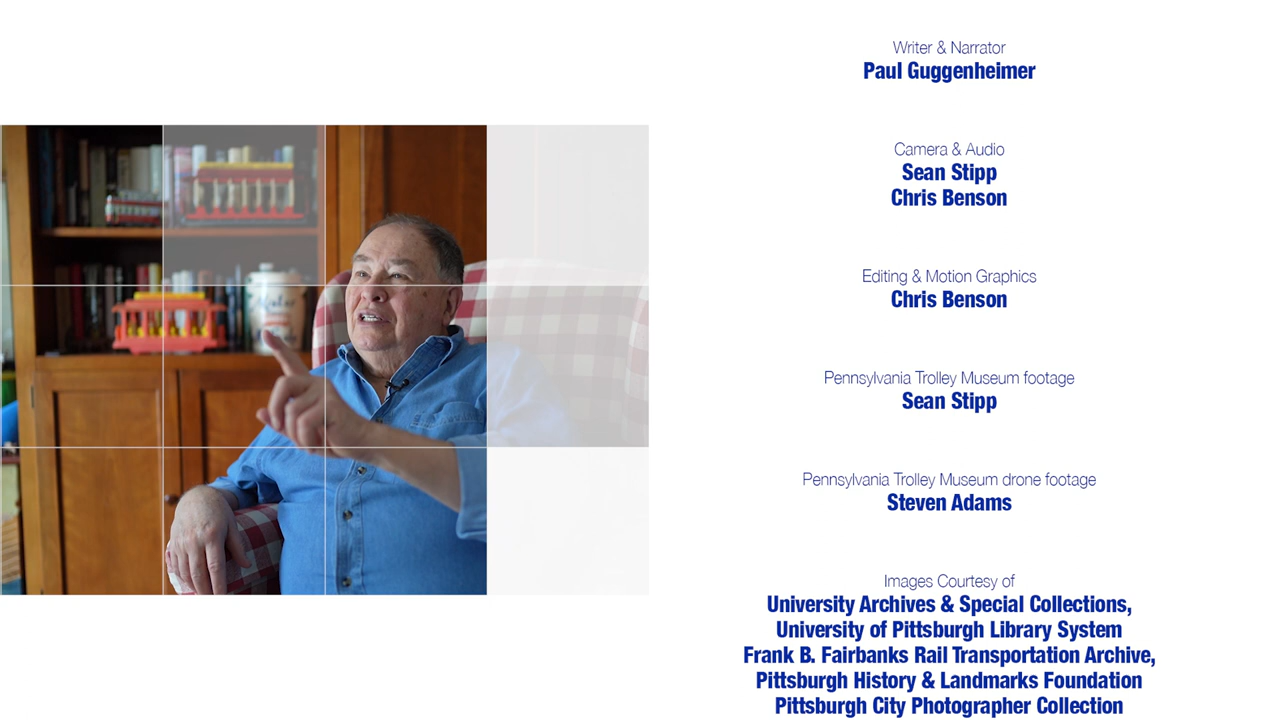 Writer & Narrator
Paul Guggenheimer
Camera & Audio
Sean Stipp
Chris Benson
Editing & Motion Graphics
Chris Benson
Pennsylvania Trolley Museum footage
Sean Stipp
Pennsylvania Trolley Museum drone footage
Steven Adams
Images Courtesy of
University Archives & Special Collections,
University of Pittsburgh Library System
Frank B. Fairbanks Rail Transportation Archive,
Pittsburgh History & Landmarks Foundation
Pittsburgh City Photographer Collection